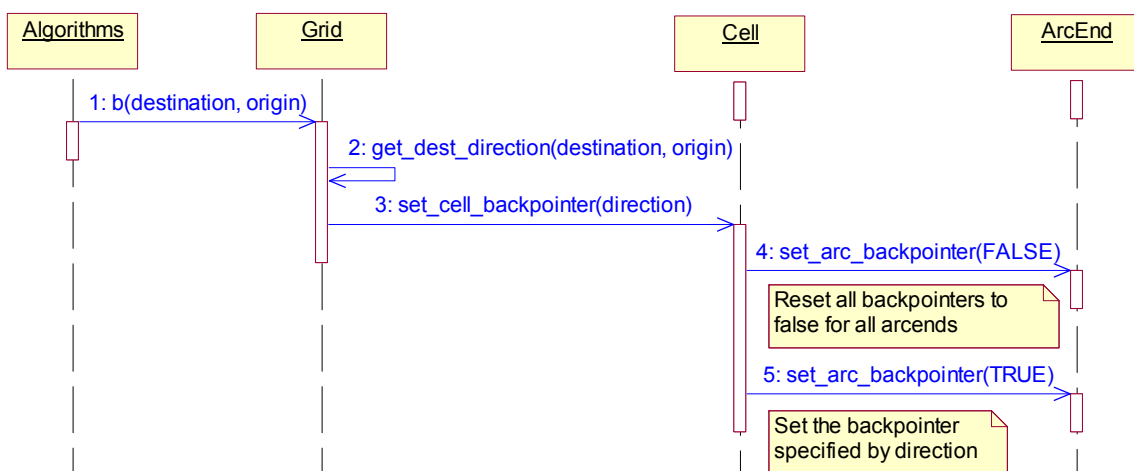 Algorithms
Grid
Cell
ArcEnd
1: b(destination, origin)
2: get_dest_direction(destination, origin)
3: set_cell_backpointer(direction)
4: set_arc_backpointer(FALSE)
Reset all backpointers to
false for all arcends
5: set_arc_backpointer(TRUE)
Set the backpointer
specified by direction